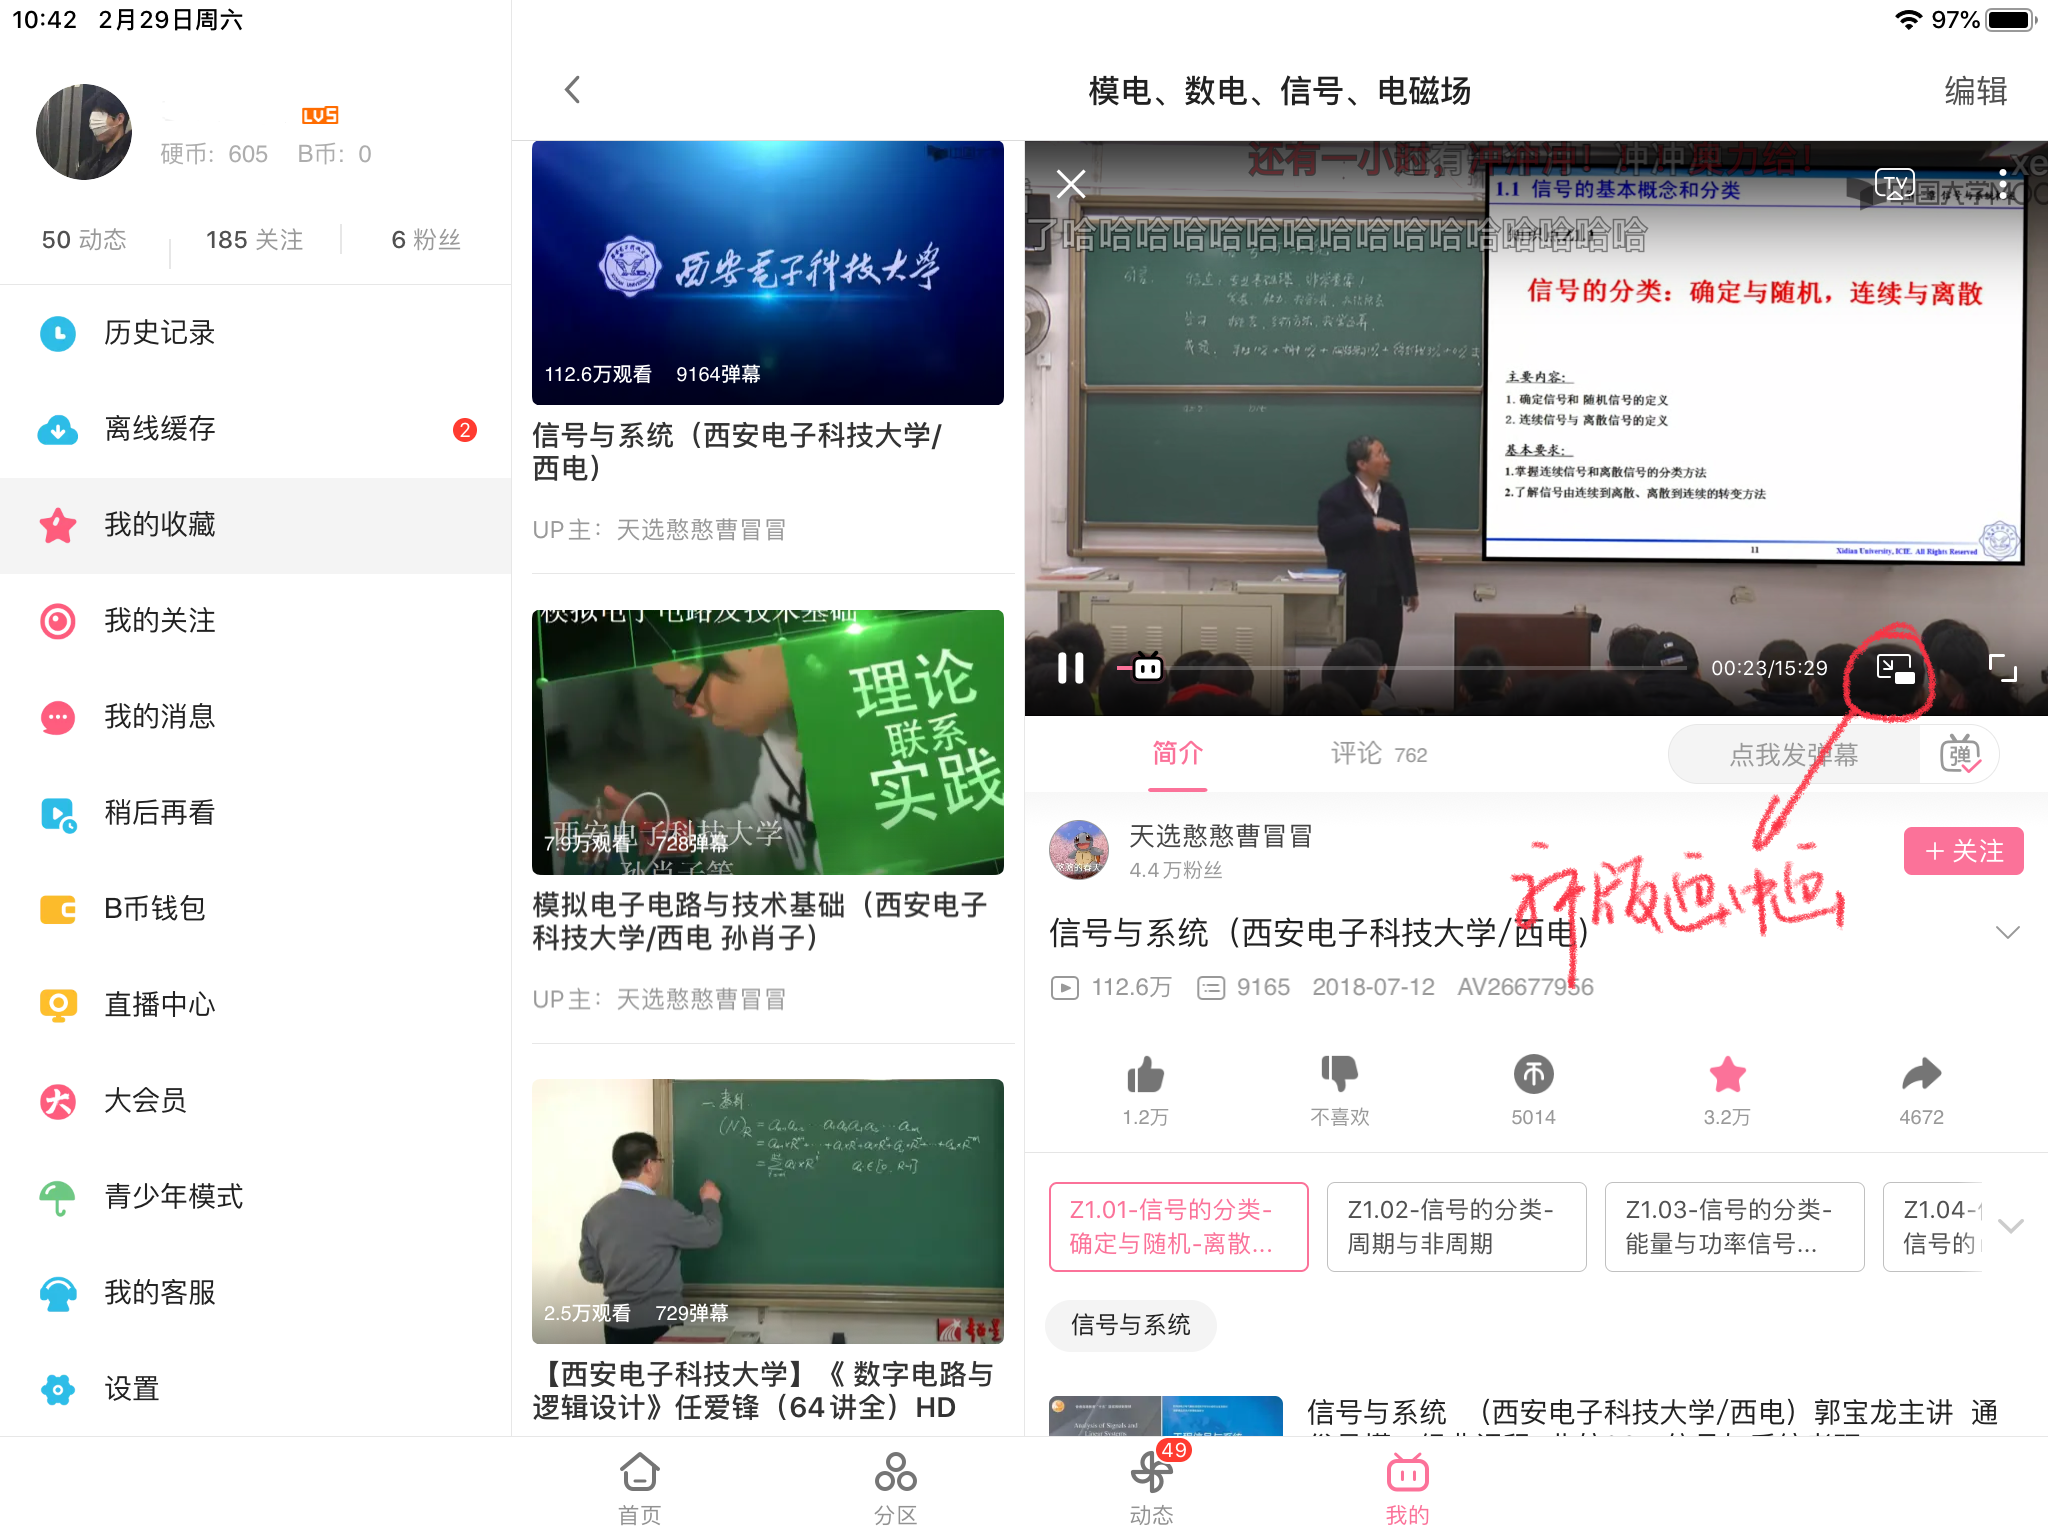 10:42 2月29日周六
97%
LV5
硬币: 605 B币: 0
50 动态
185 关注
6 粉丝
历史记录
离线缓存
2
我的收藏
我的关注
我的消息
稍后再看
B币钱包
直播中心
大会员
青少年模式
我的客服
设置
模电、数电、信号、电磁场
编辑
西安电子科技大学
112.6万观看 9164弹幕
信号与系统（西安电子科技大学/
西电）
UP主：天选憨憨曹冒冒
模拟电子电路及技术基础
理论
联系
实践
西安电子科技大学
孙肖子等
7.9万观看 728弹幕
模拟电子电路与技术基础（西安电子
科技大学/西电 孙肖子）
UP主：天选憨憨曹冒冒
2.5万观看 729弹幕
【西安电子科技大学】《 数字电路与
逻辑设计》任爱锋（64讲全）HD
TV
1.1 信号的基本概念和分类
了哈哈哈哈哈哈哈哈哈哈哈哈哈哈哈哈
信号的分类：确定与随机，连续与离散
主要内容：
1. 确定信号和 随机信号的定义
2. 连续信号与 离散信号的定义
基本要求：
1.掌握连续信号和离散信号的分类方法
2.了解信号由连续到离散、离散到连续的转变方法
11
Xidian University, ICIE. All Rights Reserved
00:23/15:29
简介
评论 762
点我发弹幕
弹
天选憨憨曹冒冒
4.4万粉丝
+ 关注
新版画中画
信号与系统（西安电子科技大学/西电）
112.6万 9165 2018-07-12 AV26677956
1.2万
不喜欢
5014
3.2万
4672
Z1.01-信号的分类-
确定与随机-离散...
Z1.02-信号的分类-
周期与非周期
Z1.03-信号的分类-
能量与功率信号...
Z1.04-
信号的
信号与系统
Analysis of Signals and
Linear Systems
信号与系统 （西安电子科技大学/西电）郭宝龙主讲 通
首页
分区
49
动态
我的